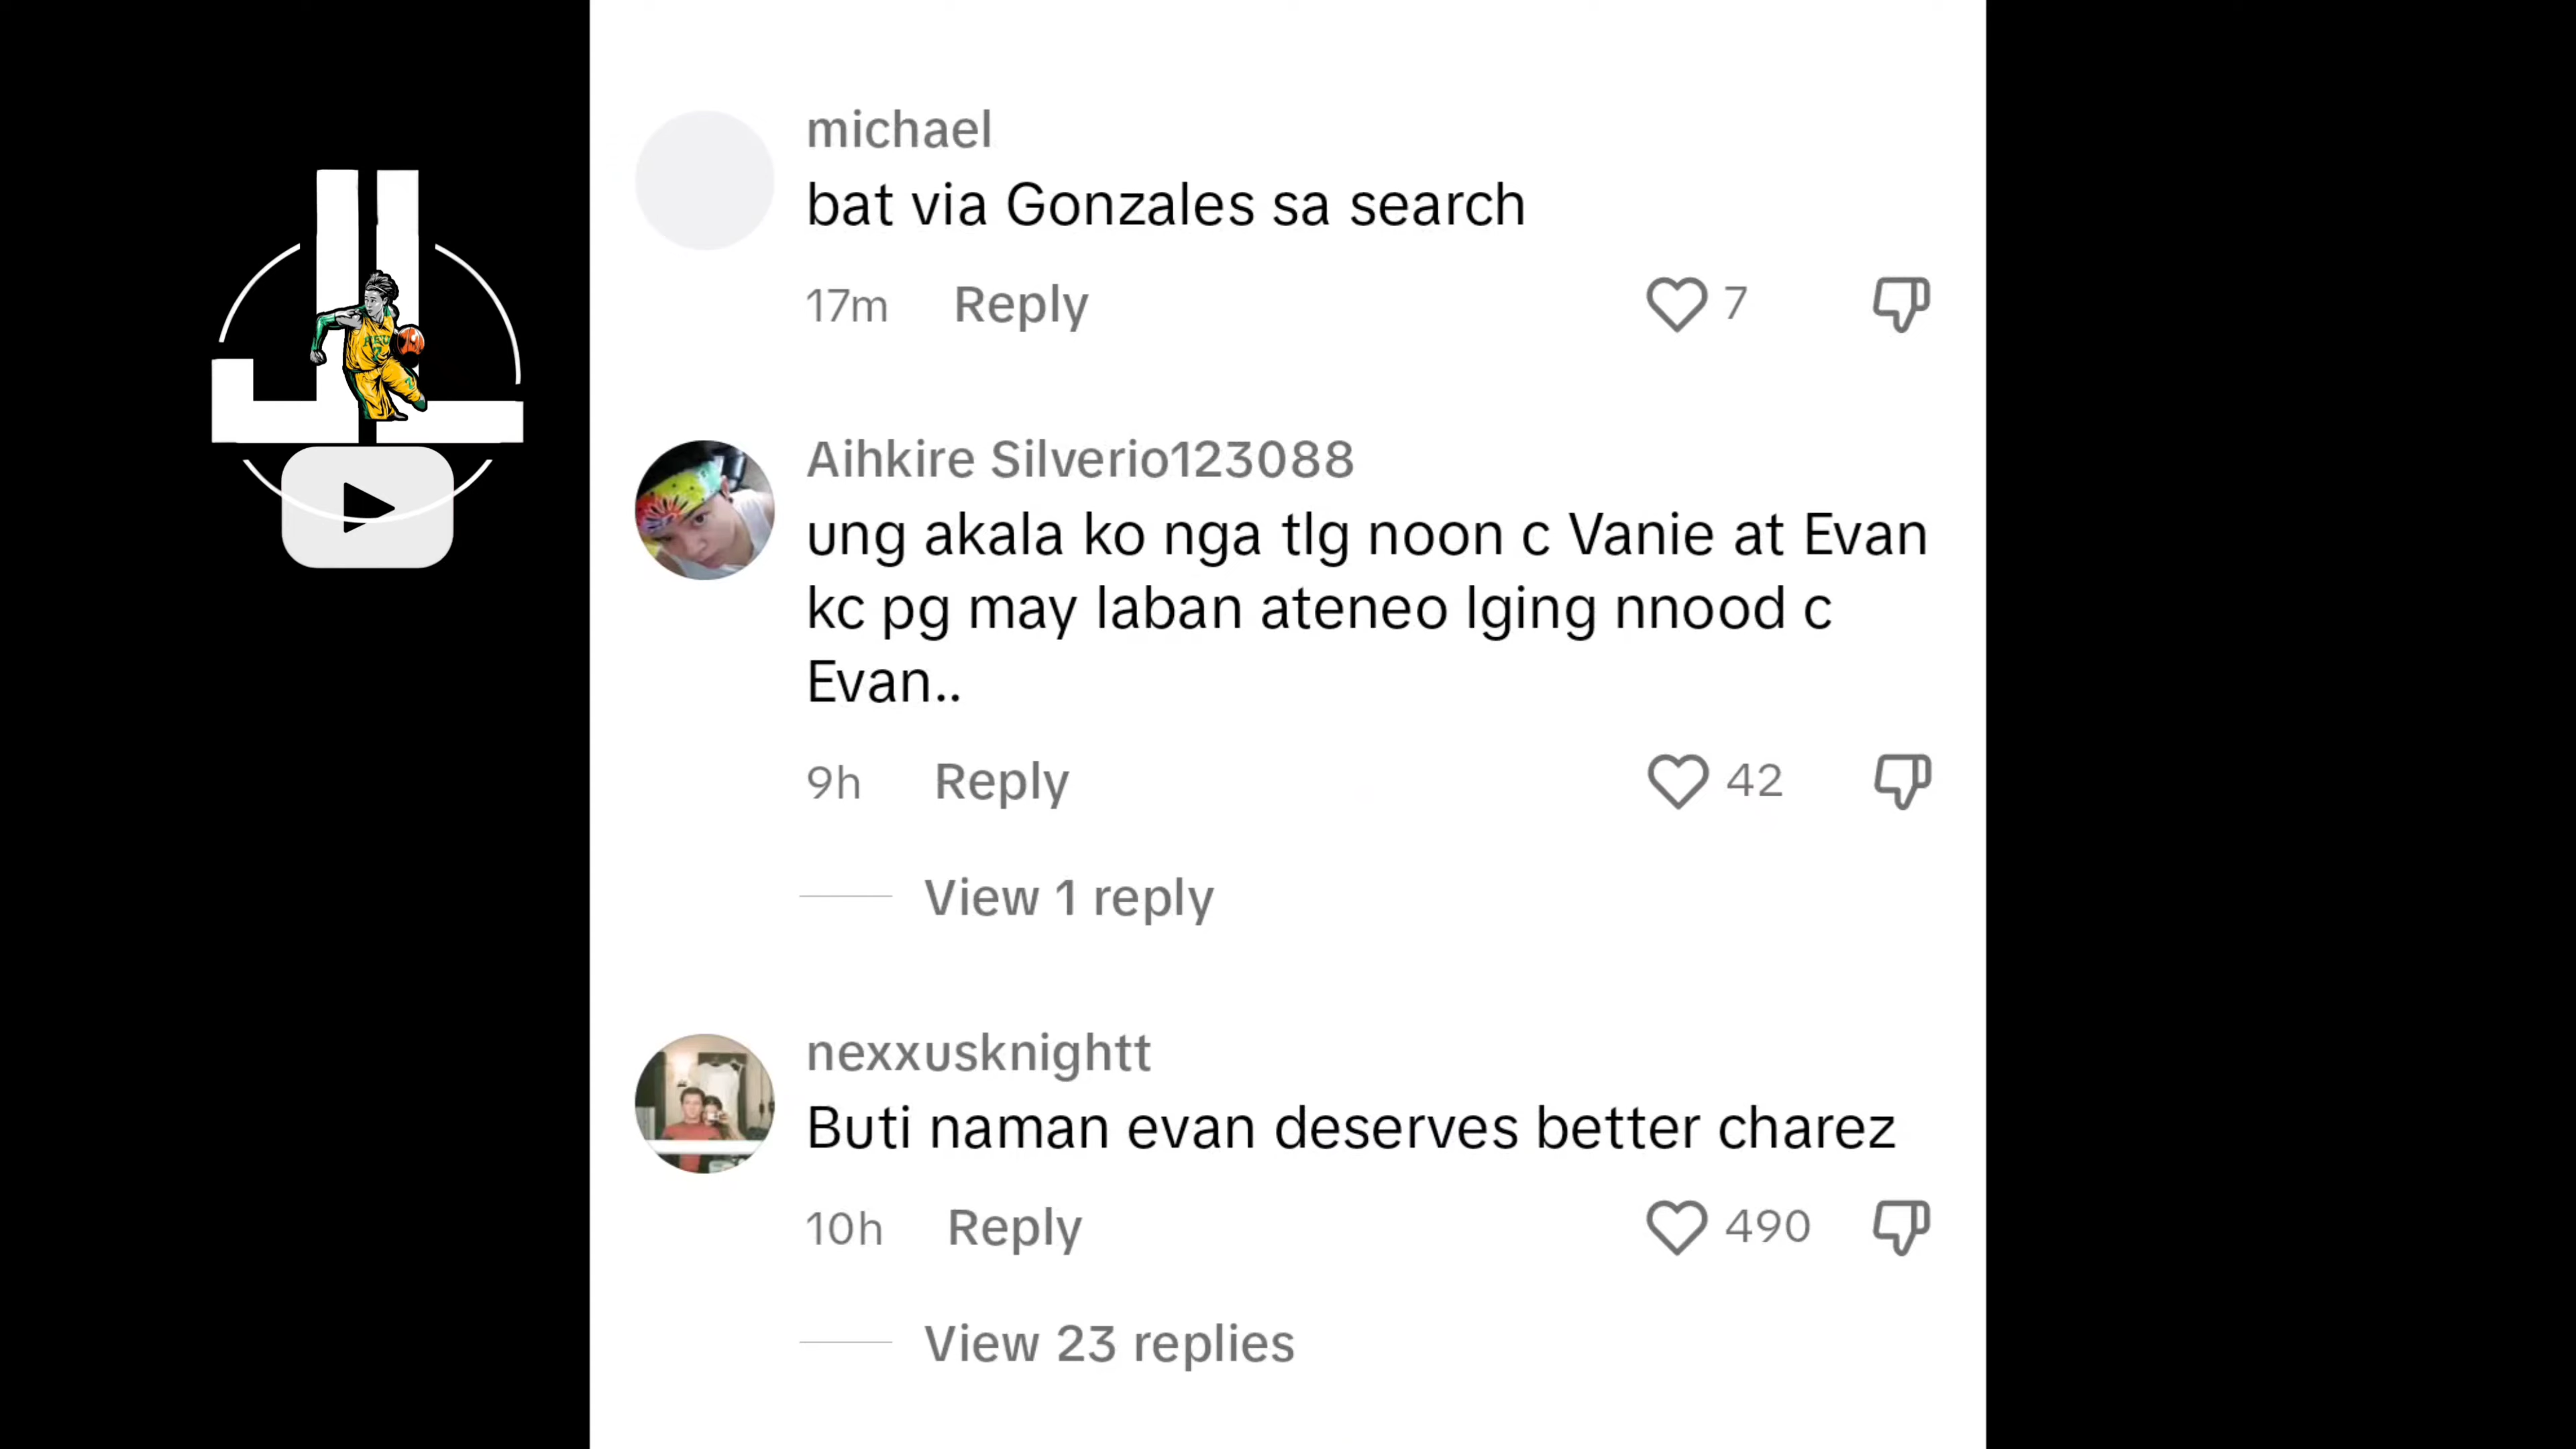 JL
michael
bat via Gonzales sa search
17m Reply 7
Aihkire Silverio123088
ung akala ko nga tlg noon c Vanie at Evan
kc pg may laban ateneo lging nnood c
Evan..
9h Reply 42
View 1 reply
nexxusknightt
Buti naman evan deserves better charez
10h Reply 490
View 23 replies